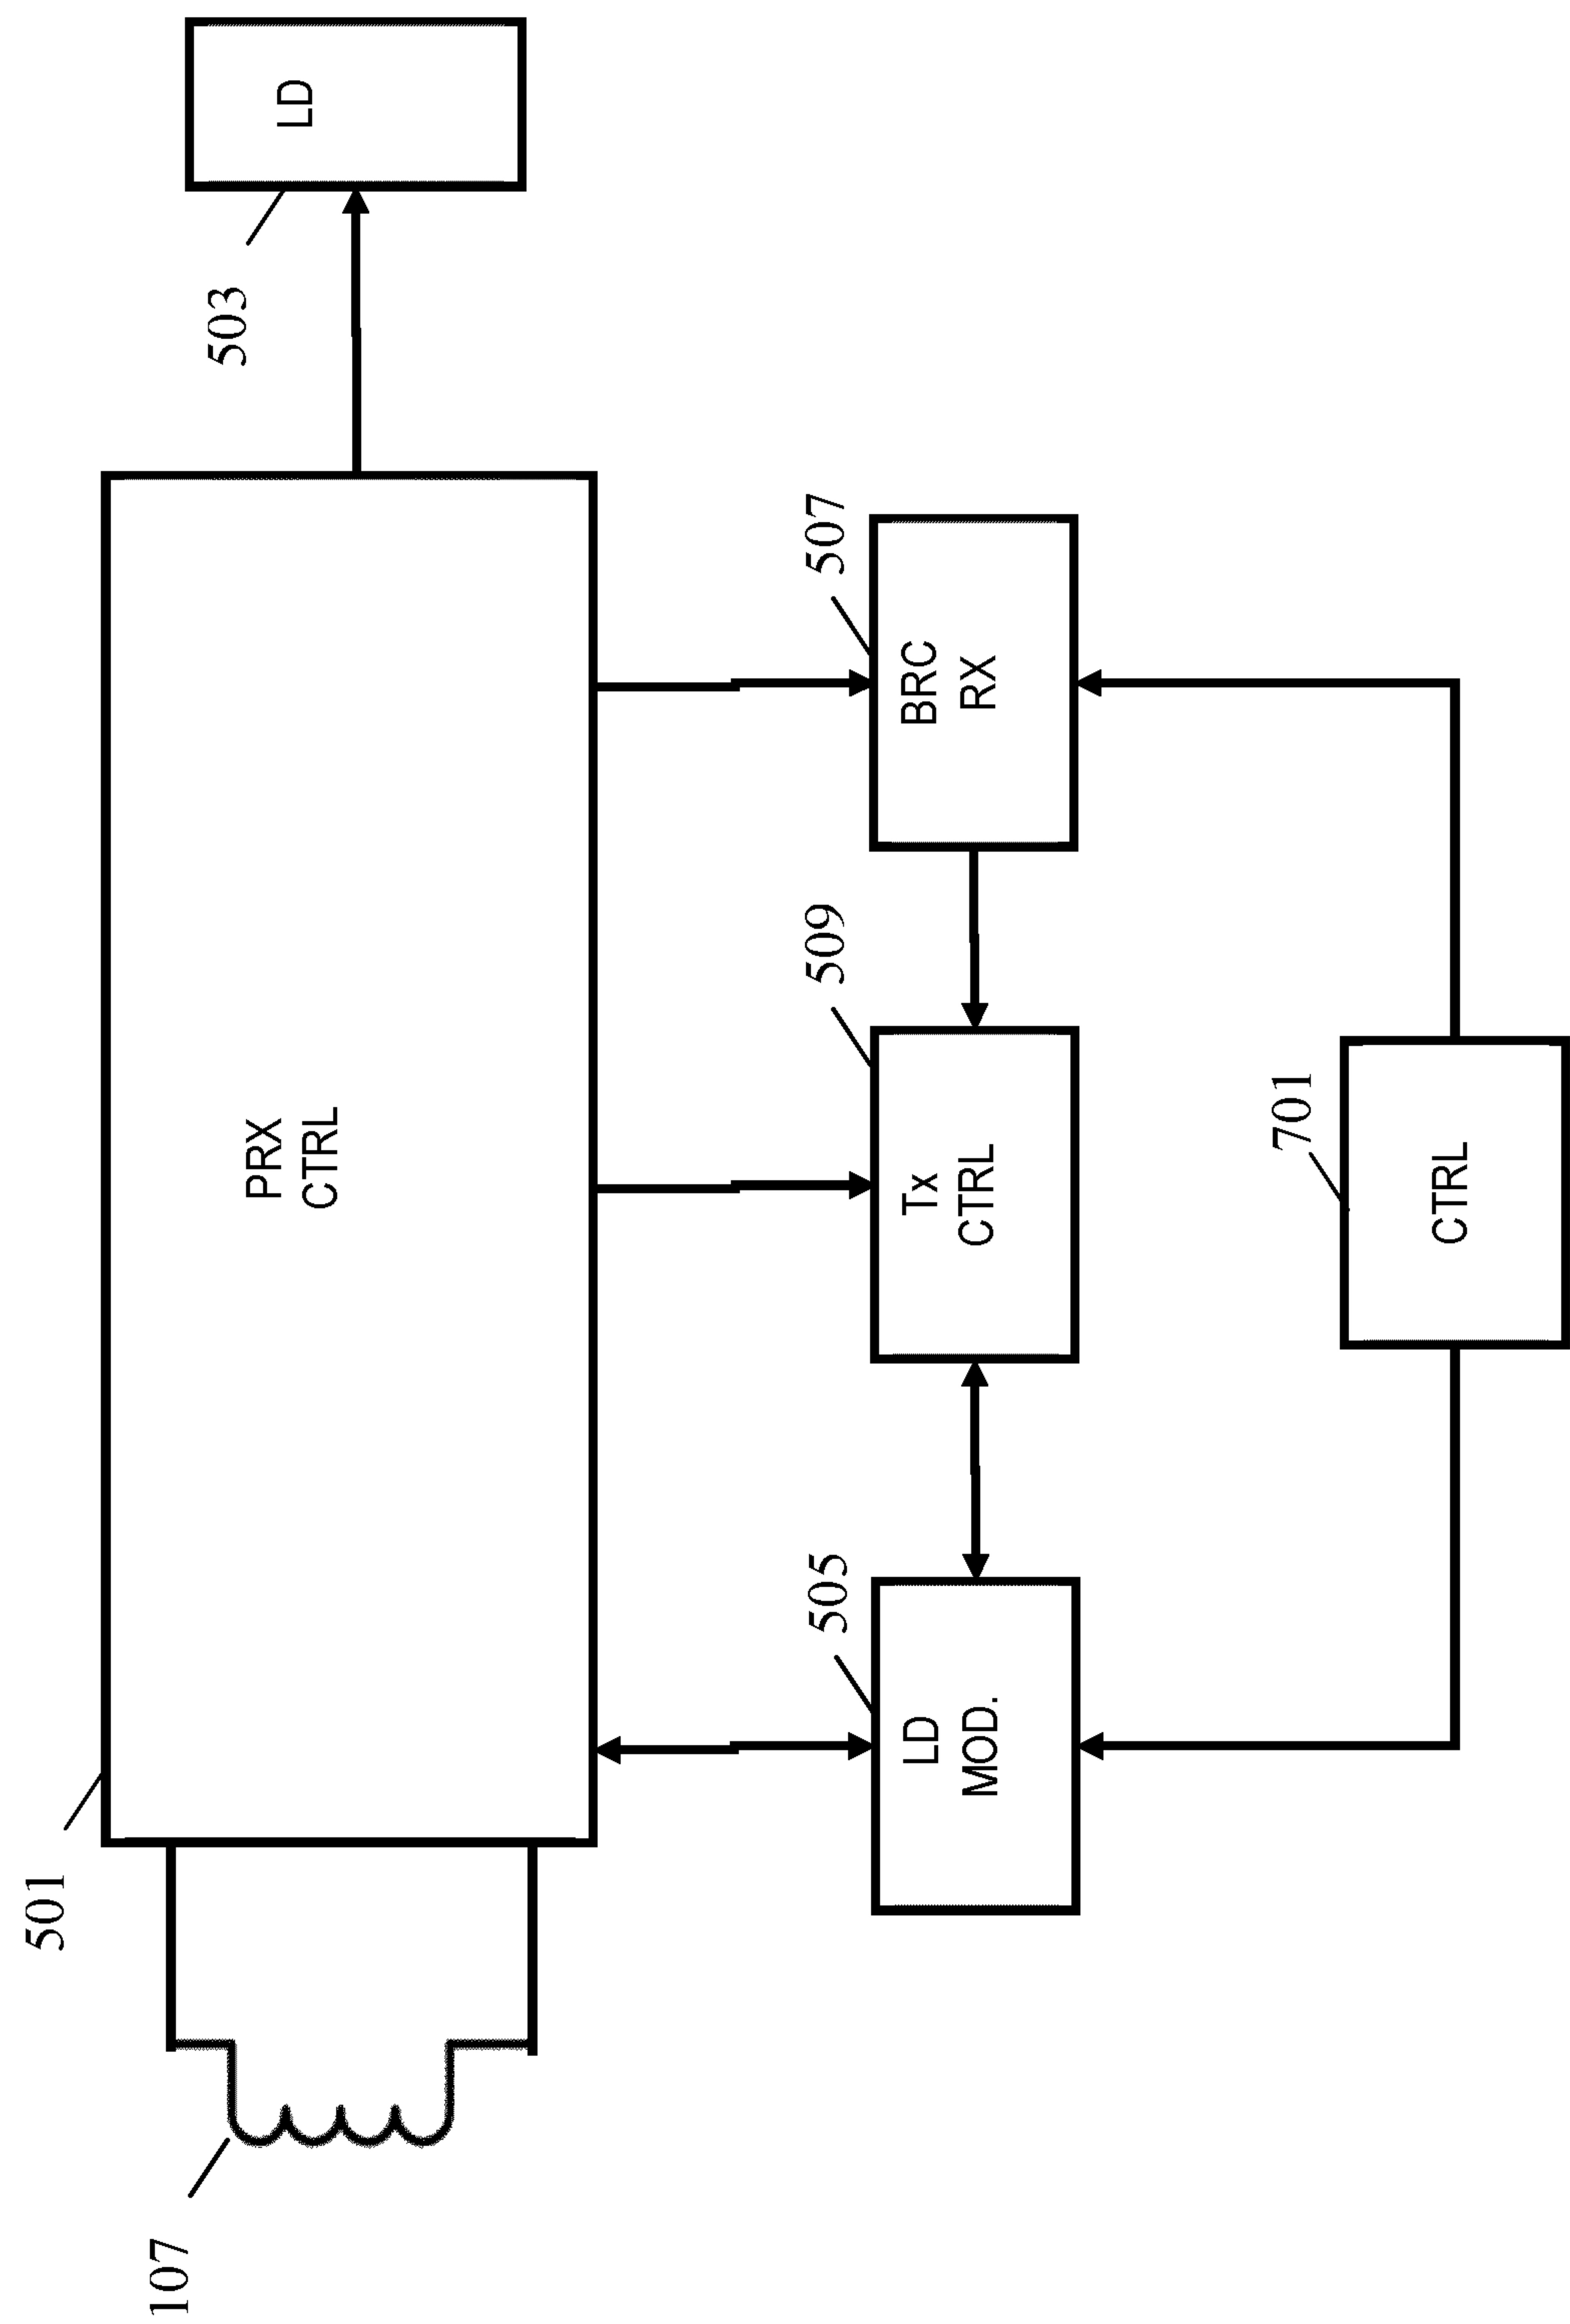 501
PRX
CTRL
503
LD
107
505
LD
MOD.
509
Tx
CTRL
507
BRC
RX
701
CTRL